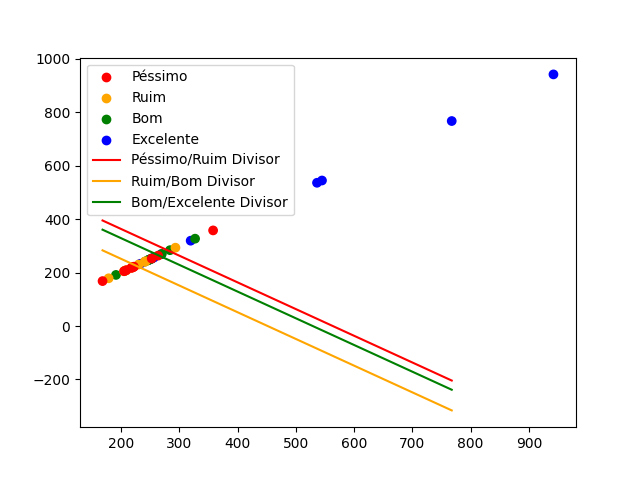 1000
800
600
400
200
0
−200
200 300 400 500 600 700 800 900
Péssimo
Ruim
Bom
Excelente
Péssimo/Ruim Divisor
Ruim/Bom Divisor
Bom/Excelente Divisor